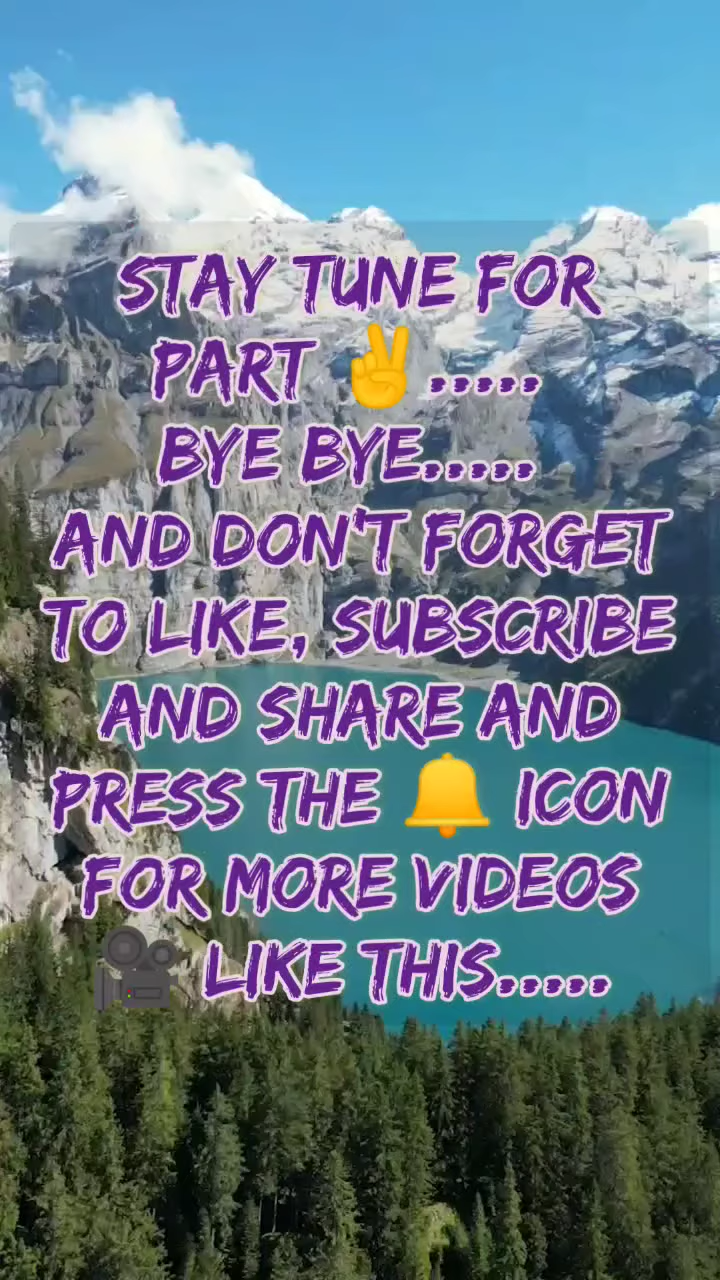 STAY TUNE FOR
PART ✌️.....
BYE BYE.....
AND DON'T FORGET
TO LIKE, SUBSCRIBE
AND SHARE AND
PRESS THE 🔔 ICON
FOR MORE VIDEOS
🎥 LIKE THIS.....